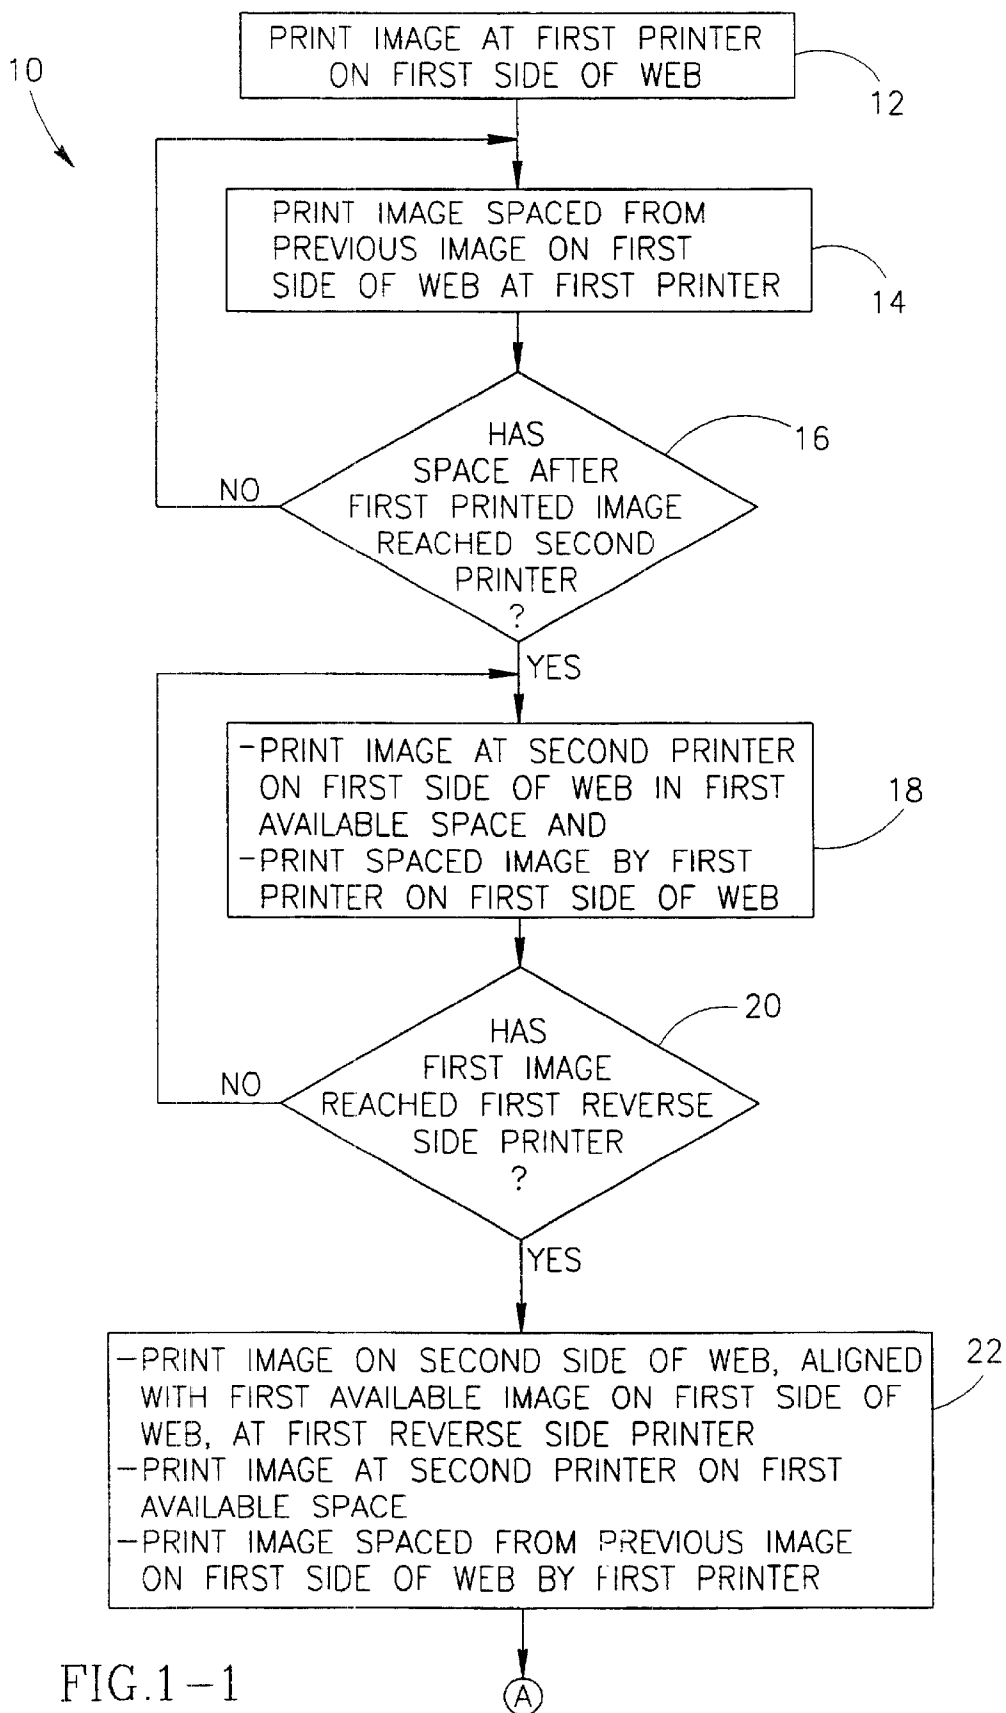 PRINT IMAGE AT FIRST PRINTER
ON FIRST SIDE OF WEB
10
12
PRINT IMAGE SPACED FROM
PREVIOUS IMAGE ON FIRST
SIDE OF WEB AT FIRST PRINTER
14
HAS
SPACE AFTER
FIRST PRINTED IMAGE
REACHED SECOND
PRINTER
?
16
NO
YES
-PRINT IMAGE AT SECOND PRINTER
ON FIRST SIDE OF WEB IN FIRST
AVAILABLE SPACE AND
-PRINT SPACED IMAGE BY FIRST
PRINTER ON FIRST SIDE OF WEB
18
HAS
FIRST IMAGE
REACHED FIRST REVERSE
SIDE PRINTER
?
20
NO
YES
-PRINT IMAGE ON SECOND SIDE OF WEB, ALIGNED
WITH FIRST AVAILABLE IMAGE ON FIRST SIDE OF
WEB, AT FIRST REVERSE SIDE PRINTER
-PRINT IMAGE AT SECOND PRINTER ON FIRST
AVAILABLE SPACE
-PRINT IMAGE SPACED FROM PREVIOUS IMAGE
ON FIRST SIDE OF WEB BY FIRST PRINTER
22
A
FIG.1-1